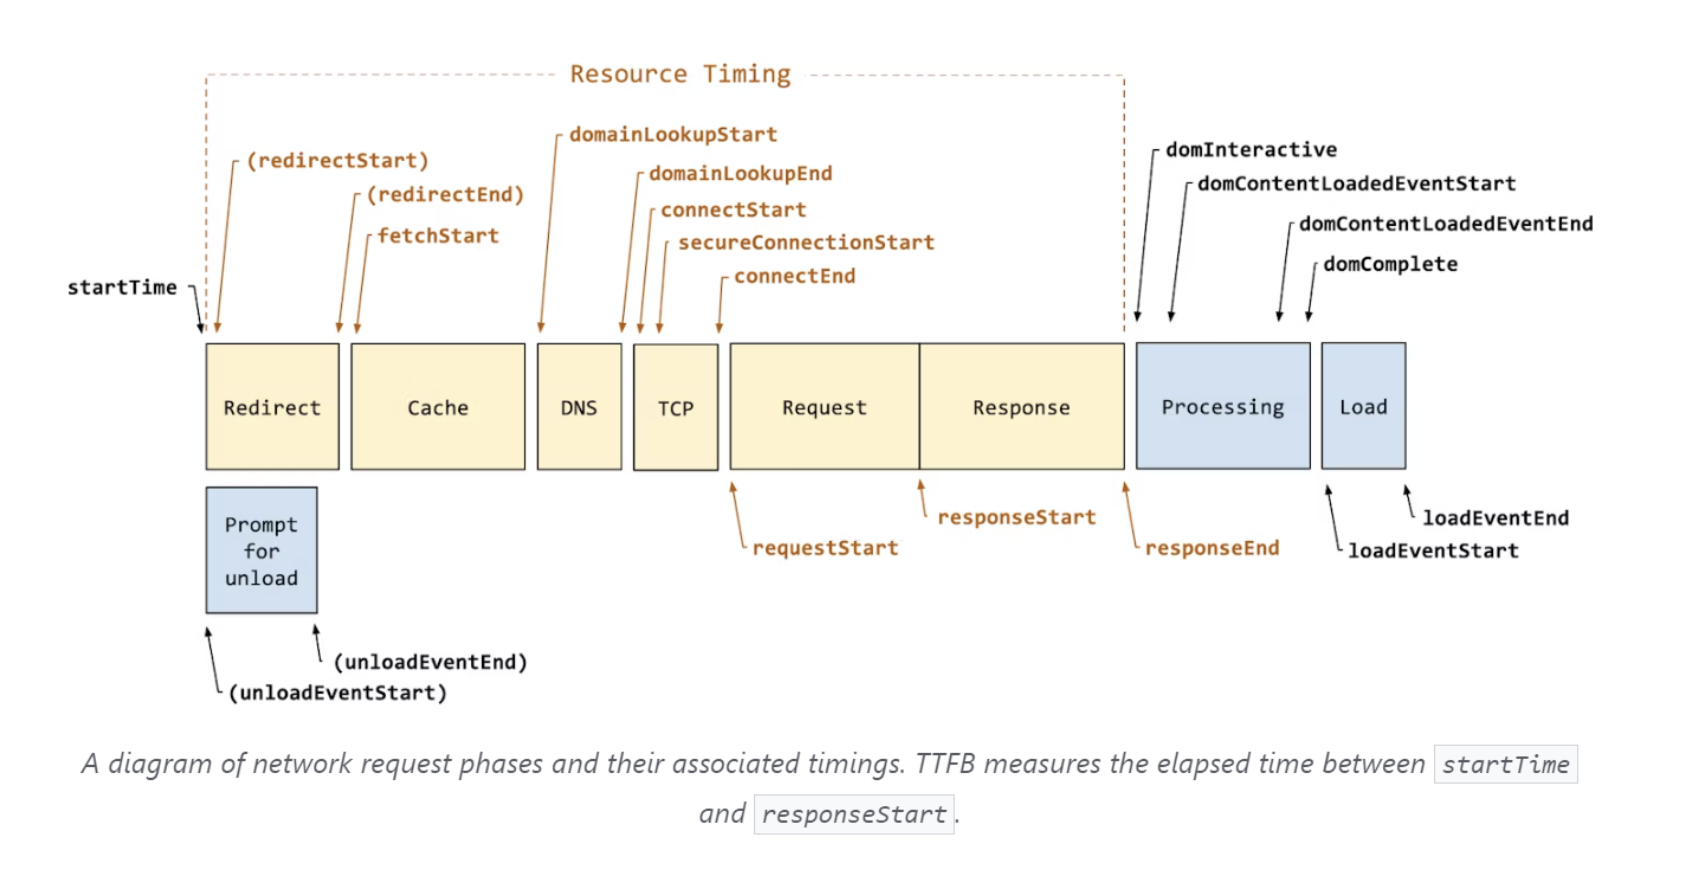 Resource Timing
domainLookupStart
(redirectStart)
domainLookupEnd
(redirectEnd)
connectStart
fetchStart
secureConnectionStart
connectEnd
domInteractive
domContentLoadedEventStart
domContentLoadedEventEnd
domComplete
startTime
Redirect
Cache
DNS
TCP
Request
Response
Processing
Load
Prompt
for
unload
responseStart
requestStart
responseEnd
loadEventEnd
loadEventStart
(unloadEventEnd)
(unloadEventStart)
A diagram of network request phases and their associated timings. TTFB measures the elapsed time between startTime
and responseStart.